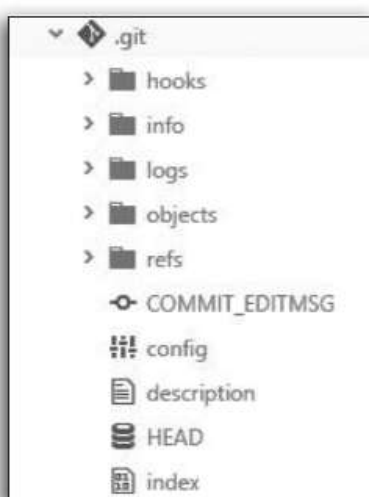 .git
hooks
info
logs
objects
refs
COMMIT_EDITMSG
config
description
HEAD
index